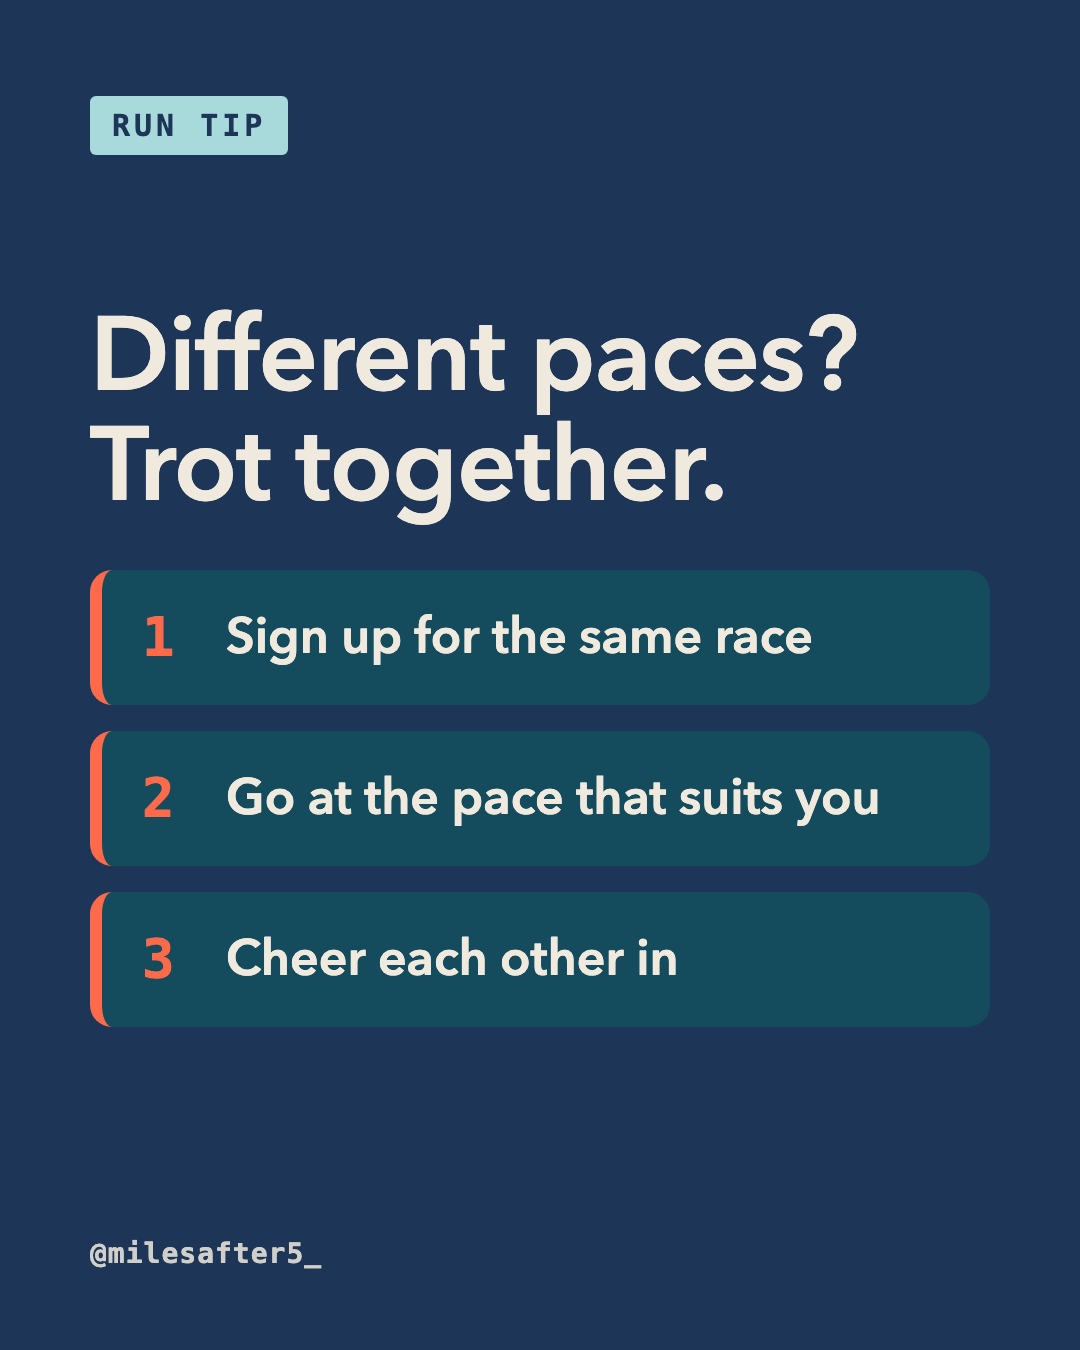 RUN TIP
Different paces?
Trot together.
1 Sign up for the same race
2 Go at the pace that suits you
3 Cheer each other in
@milesafter5_